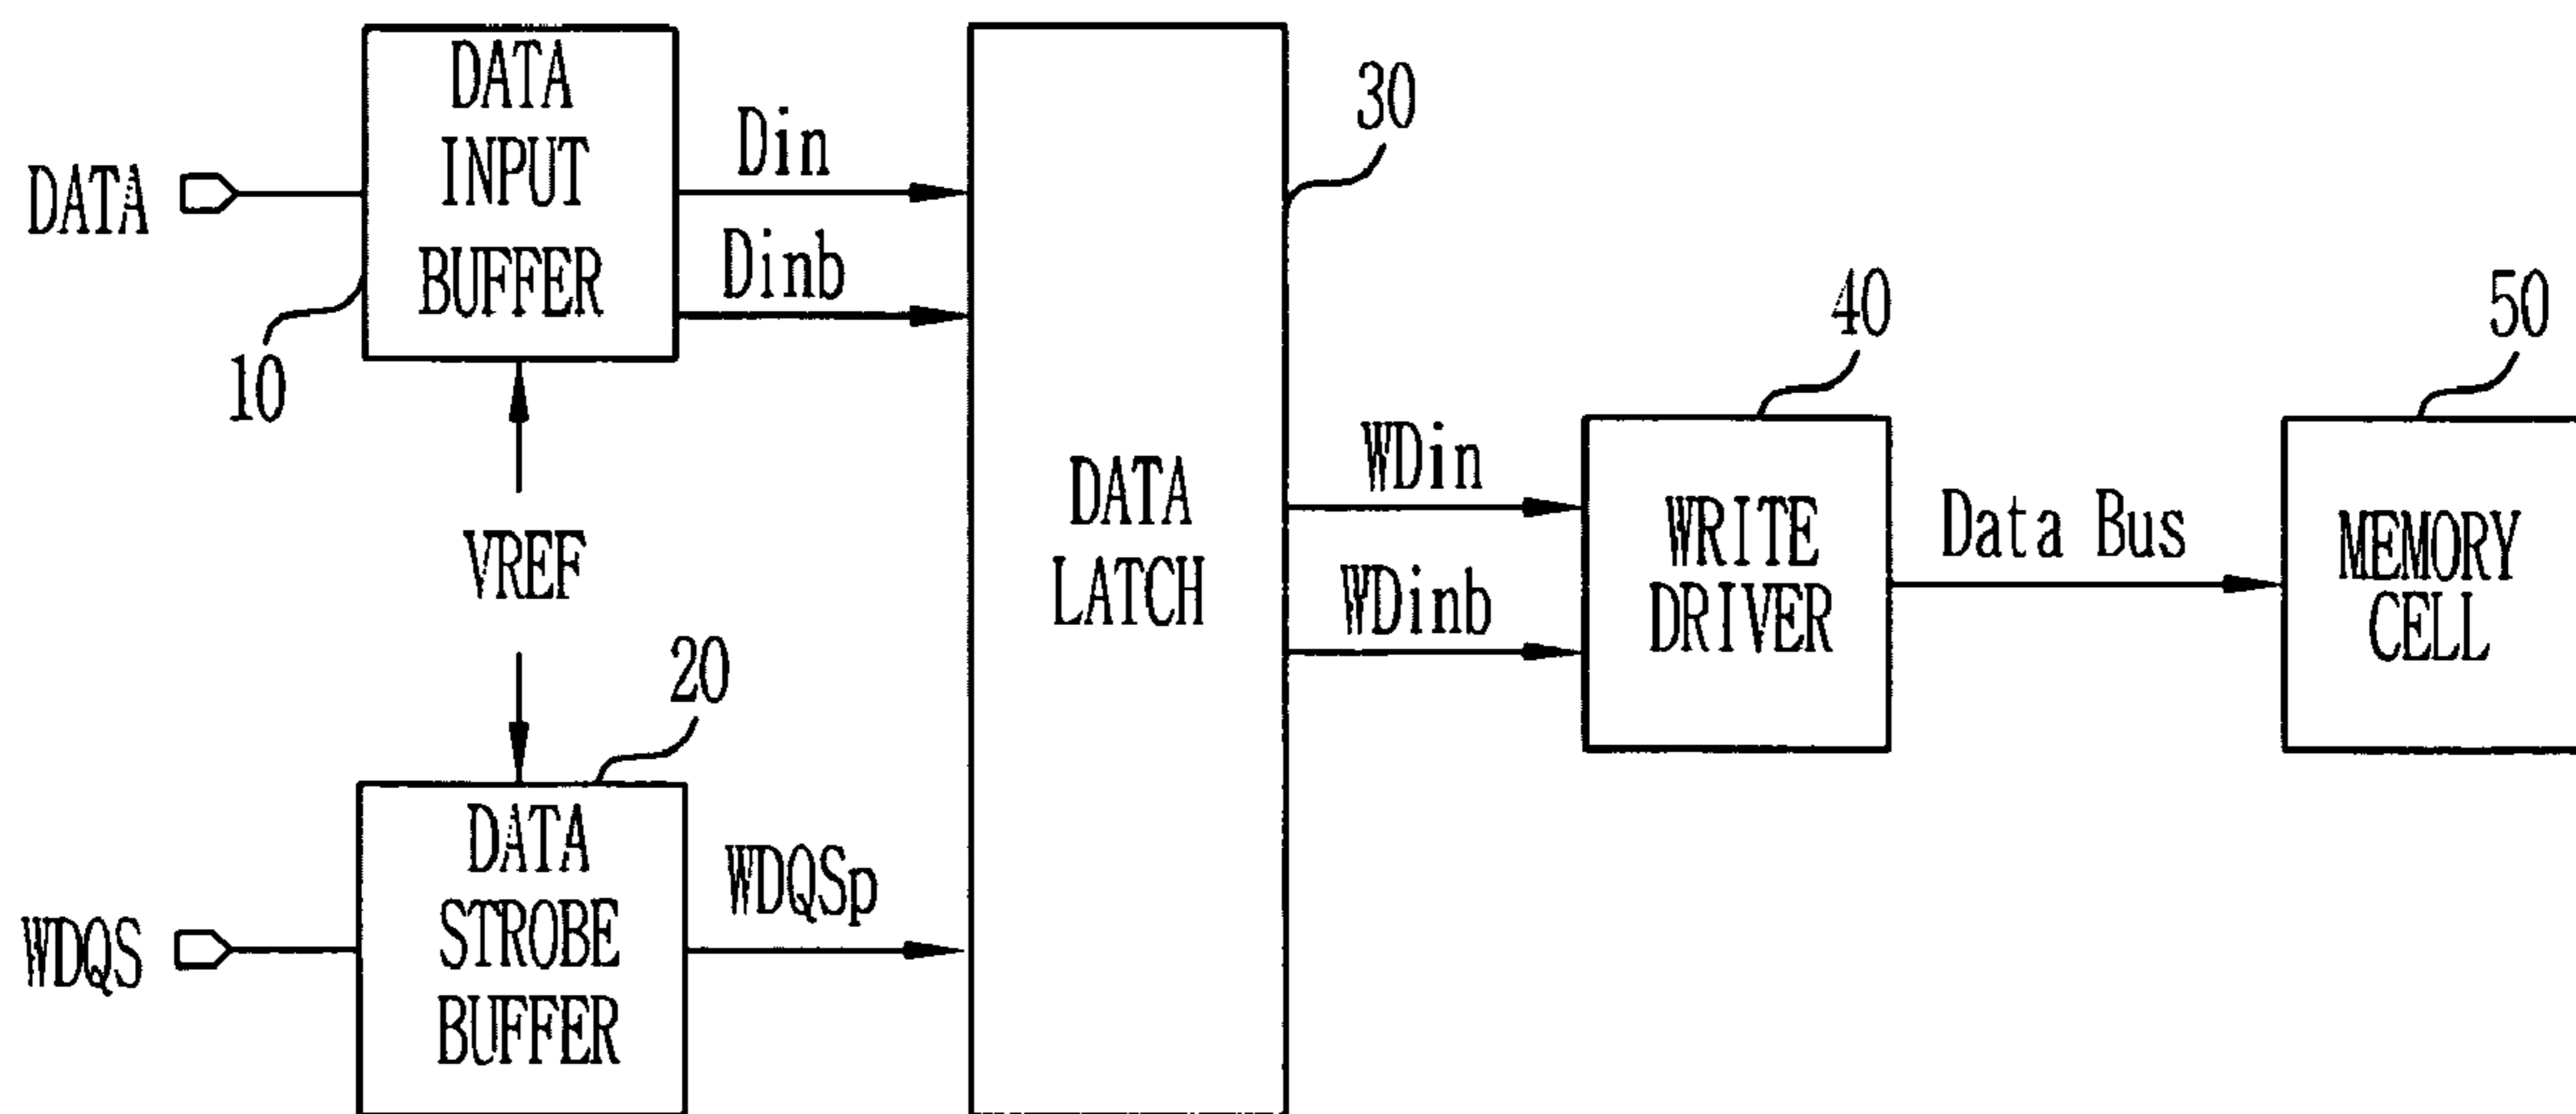 DATA
DATA
INPUT
BUFFER
10
Din
Dinb
VREF
WDQS
DATA
STROBE
BUFFER
20
WDQSp
DATA
LATCH
30
WDin
WDinb
WRITE
DRIVER
40
Data Bus
MEMORY
CELL
50